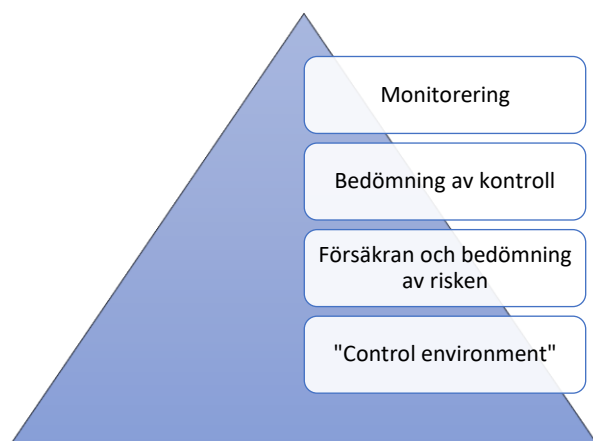 Monitorering
Bedömning av kontroll
Försäkran och bedömning
av risken
"Control environment"